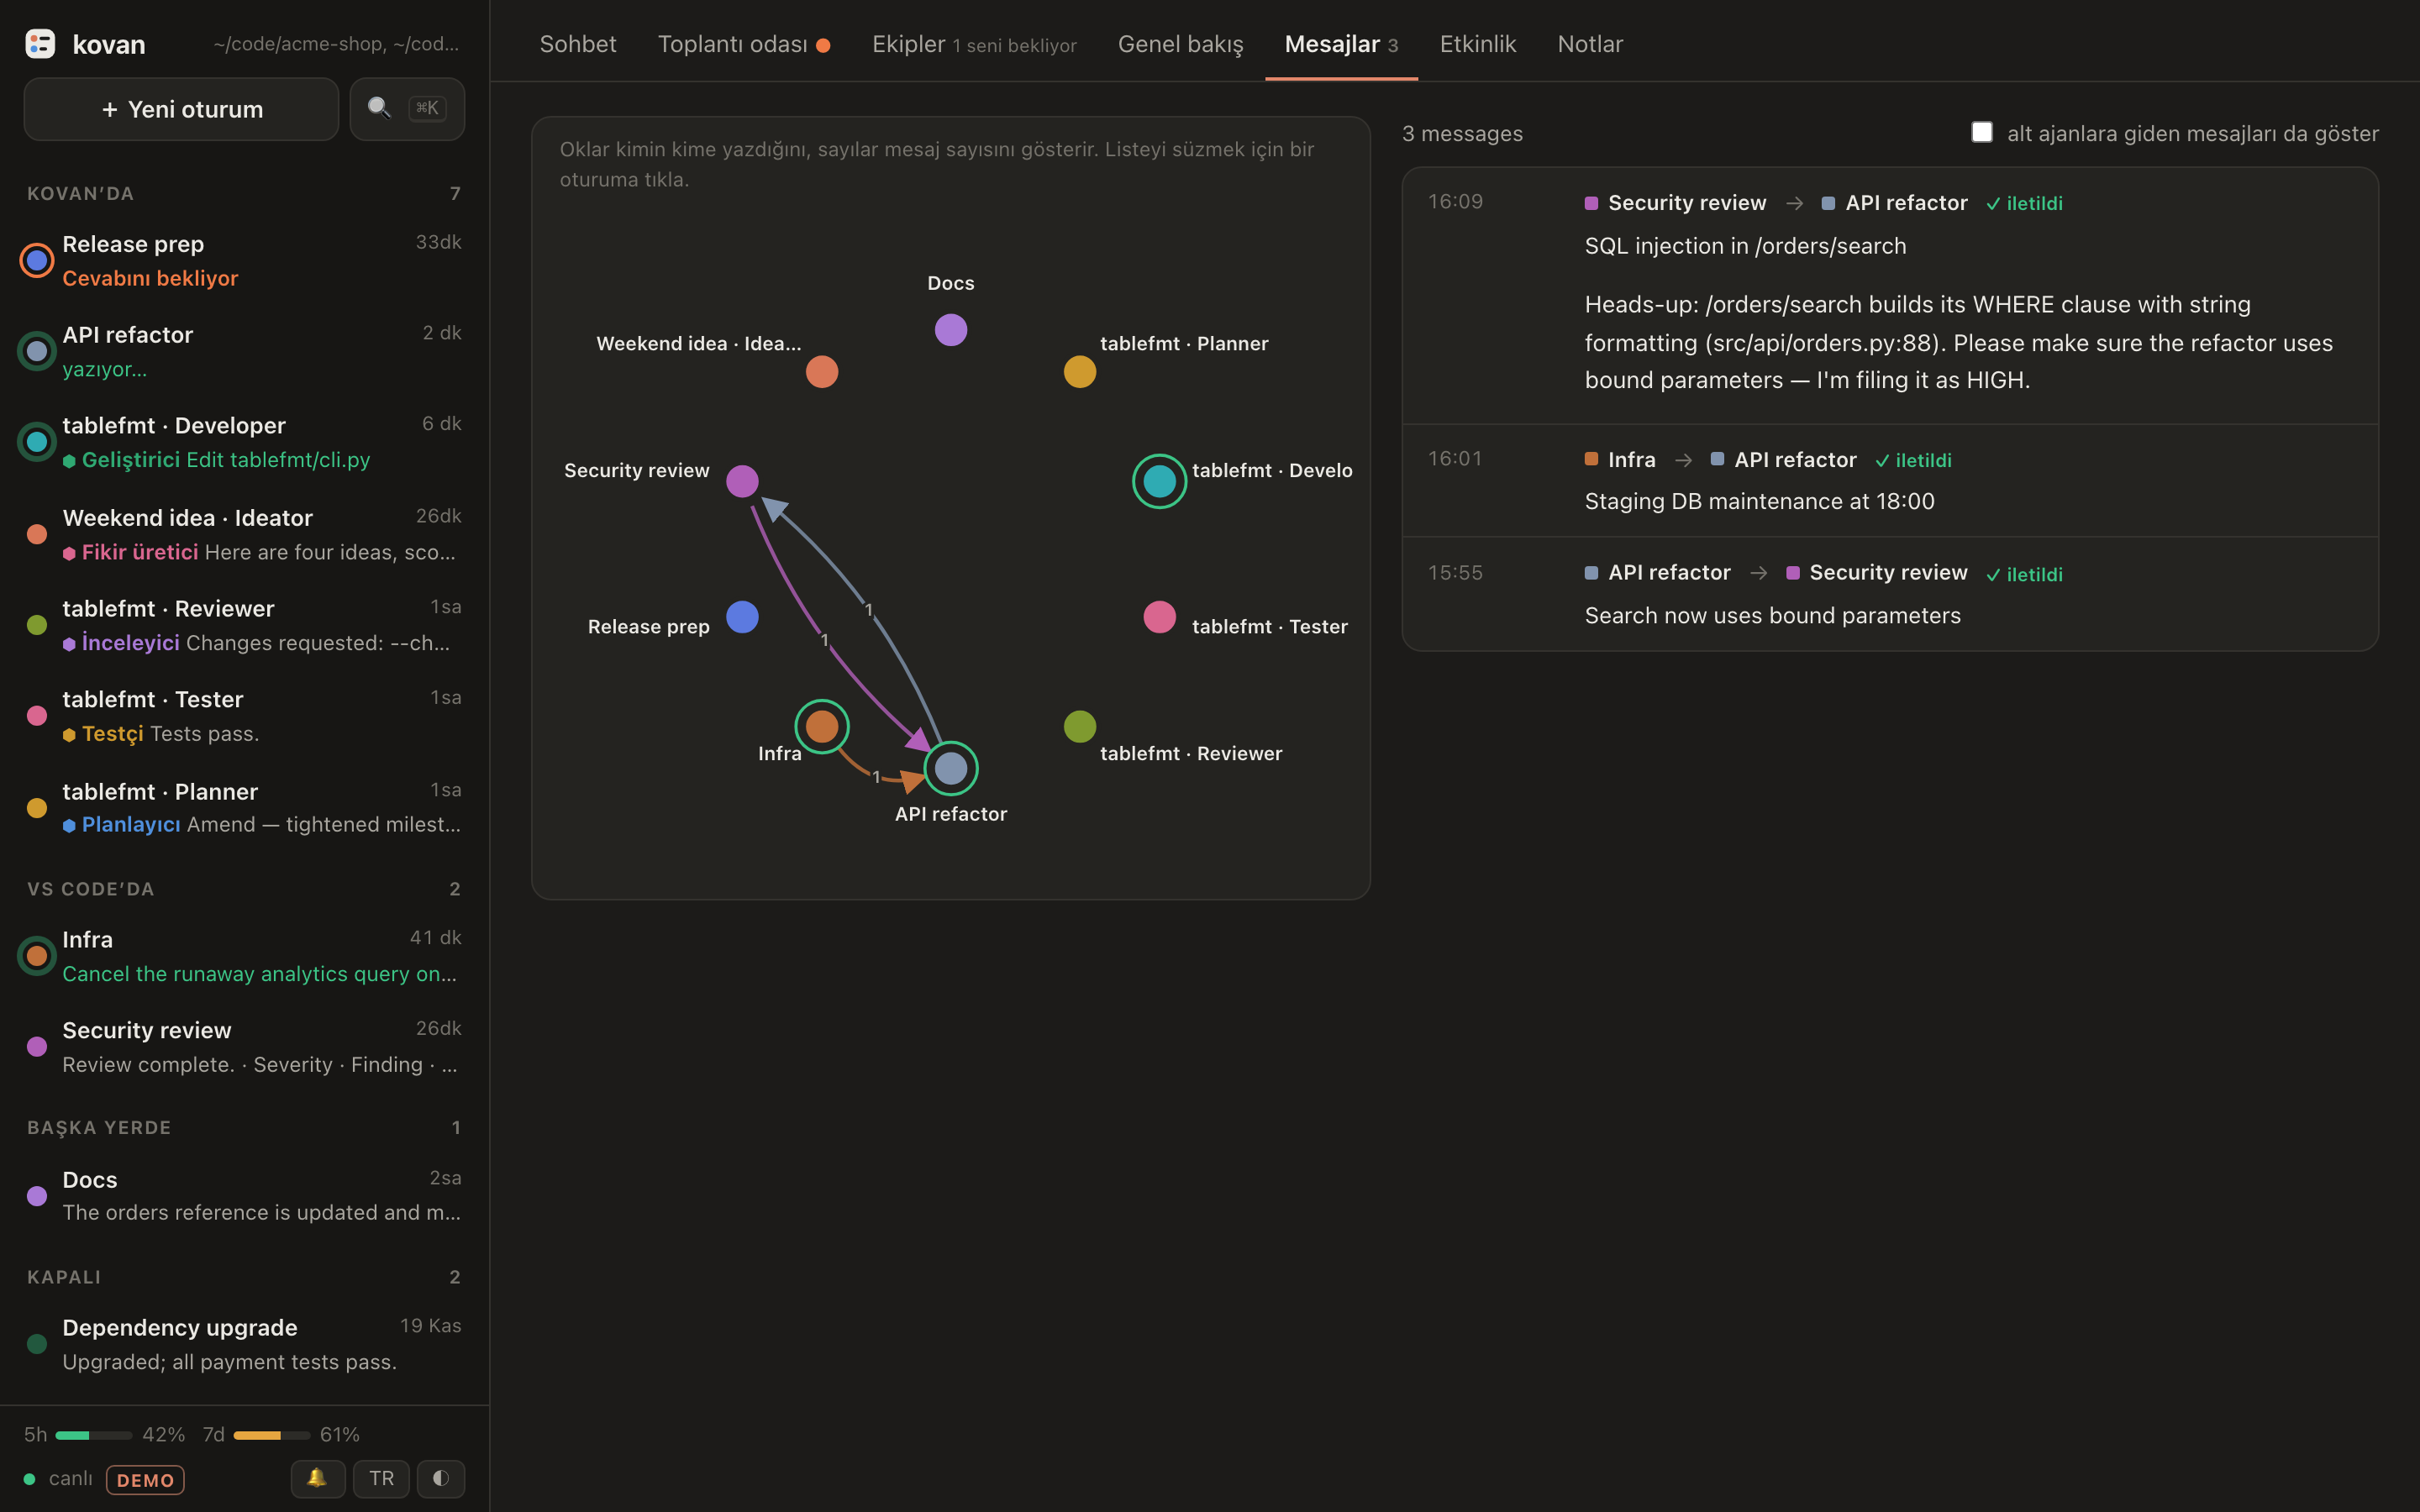 kovan
~/code/acme-shop, ~/cod...
+ Yeni oturum
⌘K
KOVAN’DA 7
Release prep 33dk
Cevabını bekliyor
API refactor 2 dk
yazıyor...
tablefmt · Developer 6 dk
Geliştirici Edit tablefmt/cli.py
Weekend idea · Ideator 26dk
Fikir üretici Here are four ideas, sco...
tablefmt · Reviewer 1sa
İnceleyici Changes requested: --ch...
tablefmt · Tester 1sa
Testçi Tests pass.
tablefmt · Planner 1sa
Planlayıcı Amend — tightened milest...
VS CODE’DA 2
Infra 41 dk
Cancel the runaway analytics query on...
Security review 26dk
Review complete. · Severity · Finding · ...
BAŞKA YERDE 1
Docs 2sa
The orders reference is updated and m...
KAPALI 2
Dependency upgrade 19 Kas
Upgraded; all payment tests pass.
5h 42% 7d 61%
canlı DEMO TR
Sohbet Toplantı odası Ekipler 1 seni bekliyor Genel bakış Mesajlar 3 Etkinlik Notlar
Oklar kimin kime yazdığını, sayılar mesaj sayısını gösterir. Listeyi süzmek için bir
oturuma tıkla.
Docs
Weekend idea · Idea...
tablefmt · Planner
Security review
tablefmt · Develo
1
1
Release prep
tablefmt · Tester
Infra
1
tablefmt · Reviewer
API refactor
3 messages
alt ajanlara giden mesajları da göster
16:09 Security review → API refactor ✓ iletildi
SQL injection in /orders/search
Heads-up: /orders/search builds its WHERE clause with string
formatting (src/api/orders.py:88). Please make sure the refactor uses
bound parameters — I'm filing it as HIGH.
16:01 Infra → API refactor ✓ iletildi
Staging DB maintenance at 18:00
15:55 API refactor → Security review ✓ iletildi
Search now uses bound parameters